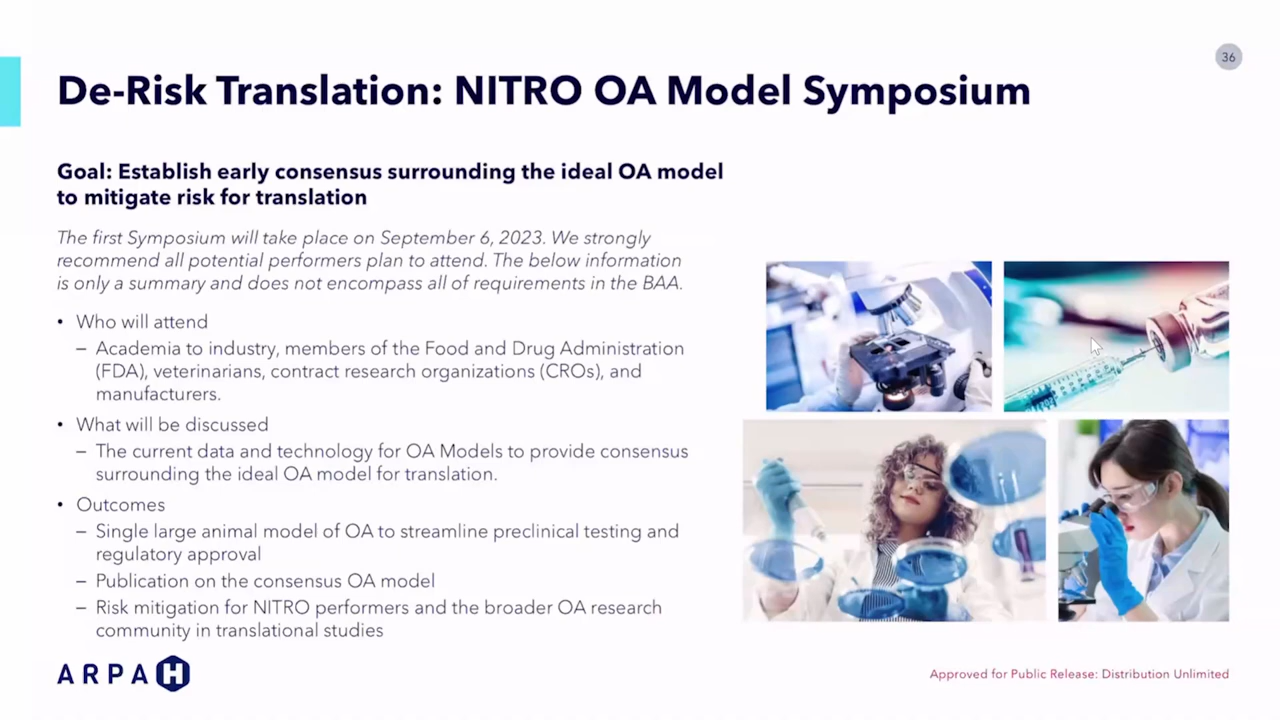 36
De-Risk Translation: NITRO OA Model Symposium
Goal: Establish early consensus surrounding the ideal OA model
to mitigate risk for translation
The first Symposium will take place on September 6, 2023. We strongly
recommend all potential performers plan to attend. The below information
is only a summary and does not encompass all of requirements in the BAA.
• Who will attend
– Academia to industry, members of the Food and Drug Administration
(FDA), veterinarians, contract research organizations (CROs), and
manufacturers.
• What will be discussed
– The current data and technology for OA Models to provide consensus
surrounding the ideal OA model for translation.
• Outcomes
– Single large animal model of OA to streamline preclinical testing and
regulatory approval
– Publication on the consensus OA model
– Risk mitigation for NITRO performers and the broader OA research
community in translational studies
ARPA H
Approved for Public Release: Distribution Unlimited